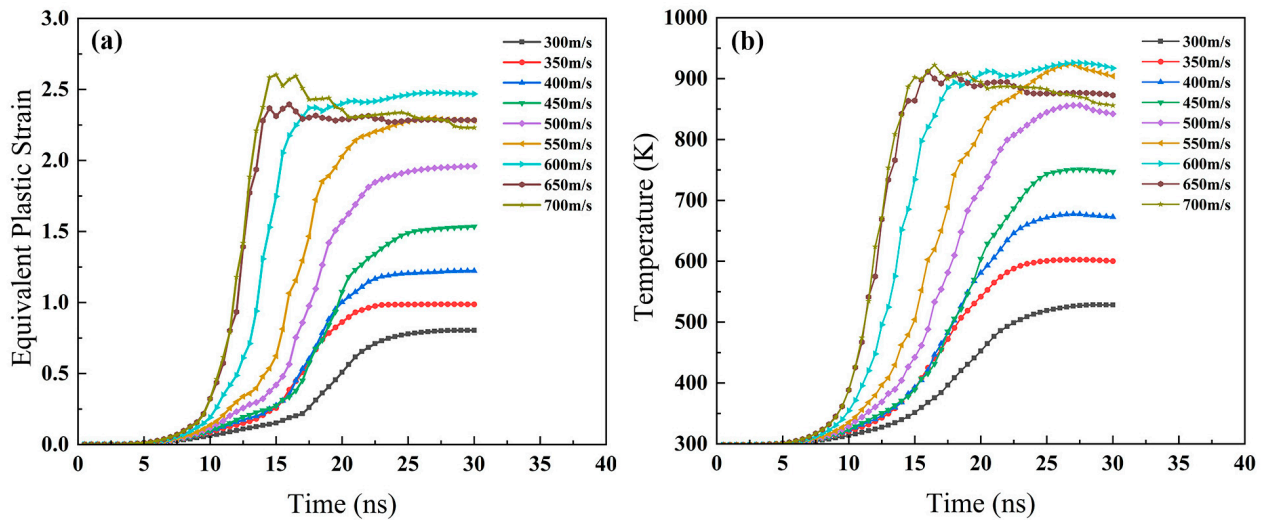 (a)
Equivalent Plastic Strain
3.0
2.5
2.0
1.5
1.0
0.5
0.0
0 5 10 15 20 25 30 35 40
Time (ns)
300m/s
350m/s
400m/s
450m/s
500m/s
550m/s
600m/s
650m/s
700m/s
(b)
Temperature (K)
1000
900
800
700
600
500
400
300
0 5 10 15 20 25 30 35 40
Time (ns)
300m/s
350m/s
400m/s
450m/s
500m/s
550m/s
600m/s
650m/s
700m/s